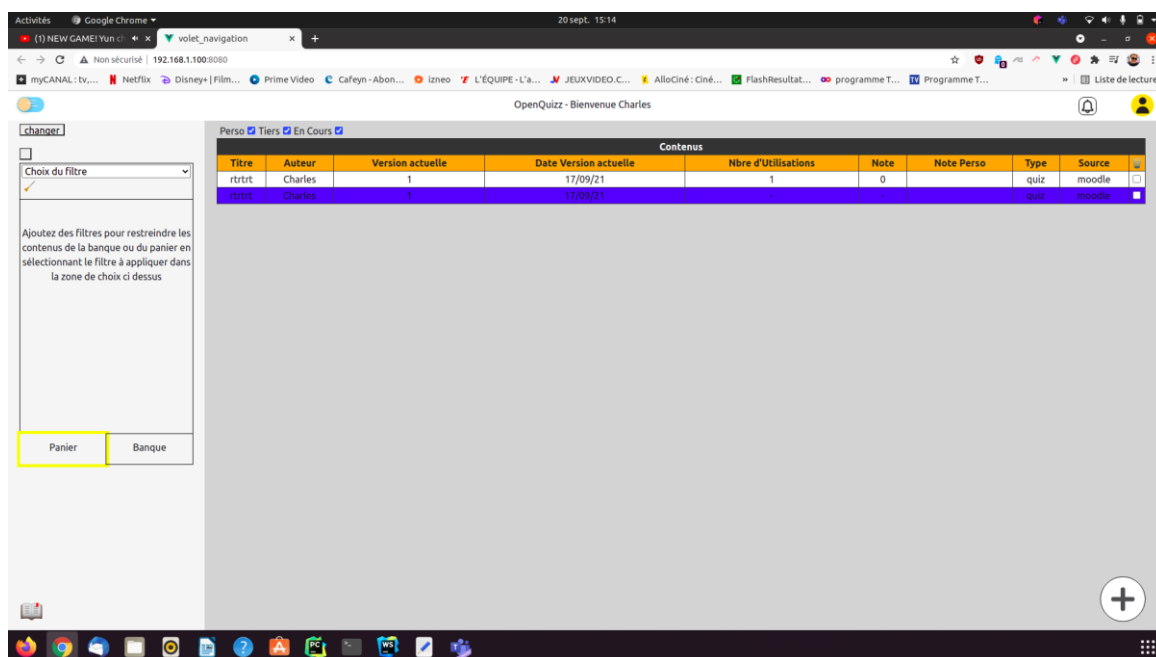 Activités Google Chrome 20 sept. 15:14
(1) NEW GAME! Yun volet_navigation
Non sécurisé 192.168.1.100:8080
myCANAL : tv,... Netflix Disney+ | Film... Prime Video Cafeyn - Abon... izneo L'ÉQUIPE - L'a... JEUXVIDEO.C... AlloCiné : Ciné... FlashResultat... programme T... Programme T... » Liste de lecture
OpenQuizz - Bienvenue Charles
changer Perso Tiers En Cours
Contenus
Titre Auteur Version actuelle Date Version actuelle Nbre d'Utilisations Note Note Perso Type Source
rtrtrt Charles 1 17/09/21 1 0 quiz moodle
rtrtrt Charles 1 17/09/21 quiz moodle
Choix du filtre
Ajoutez des filtres pour restreindre les
contenus de la banque ou du panier en
sélectionnant le filtre à appliquer dans
la zone de choix ci dessus
Panier Banque